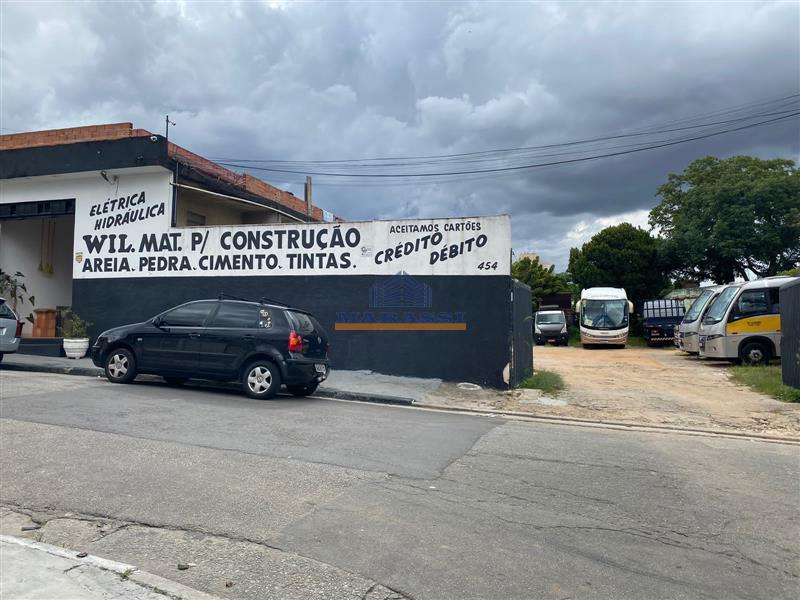 ELÉTRICA
HIDRÁULICA
WIL. MAT. P/ CONSTRUÇÃO
AREIA. PEDRA. CIMENTO. TINTAS.
ACEITAMOS CARTÕES
CRÉDITO
DÉBITO
454
MARASSI